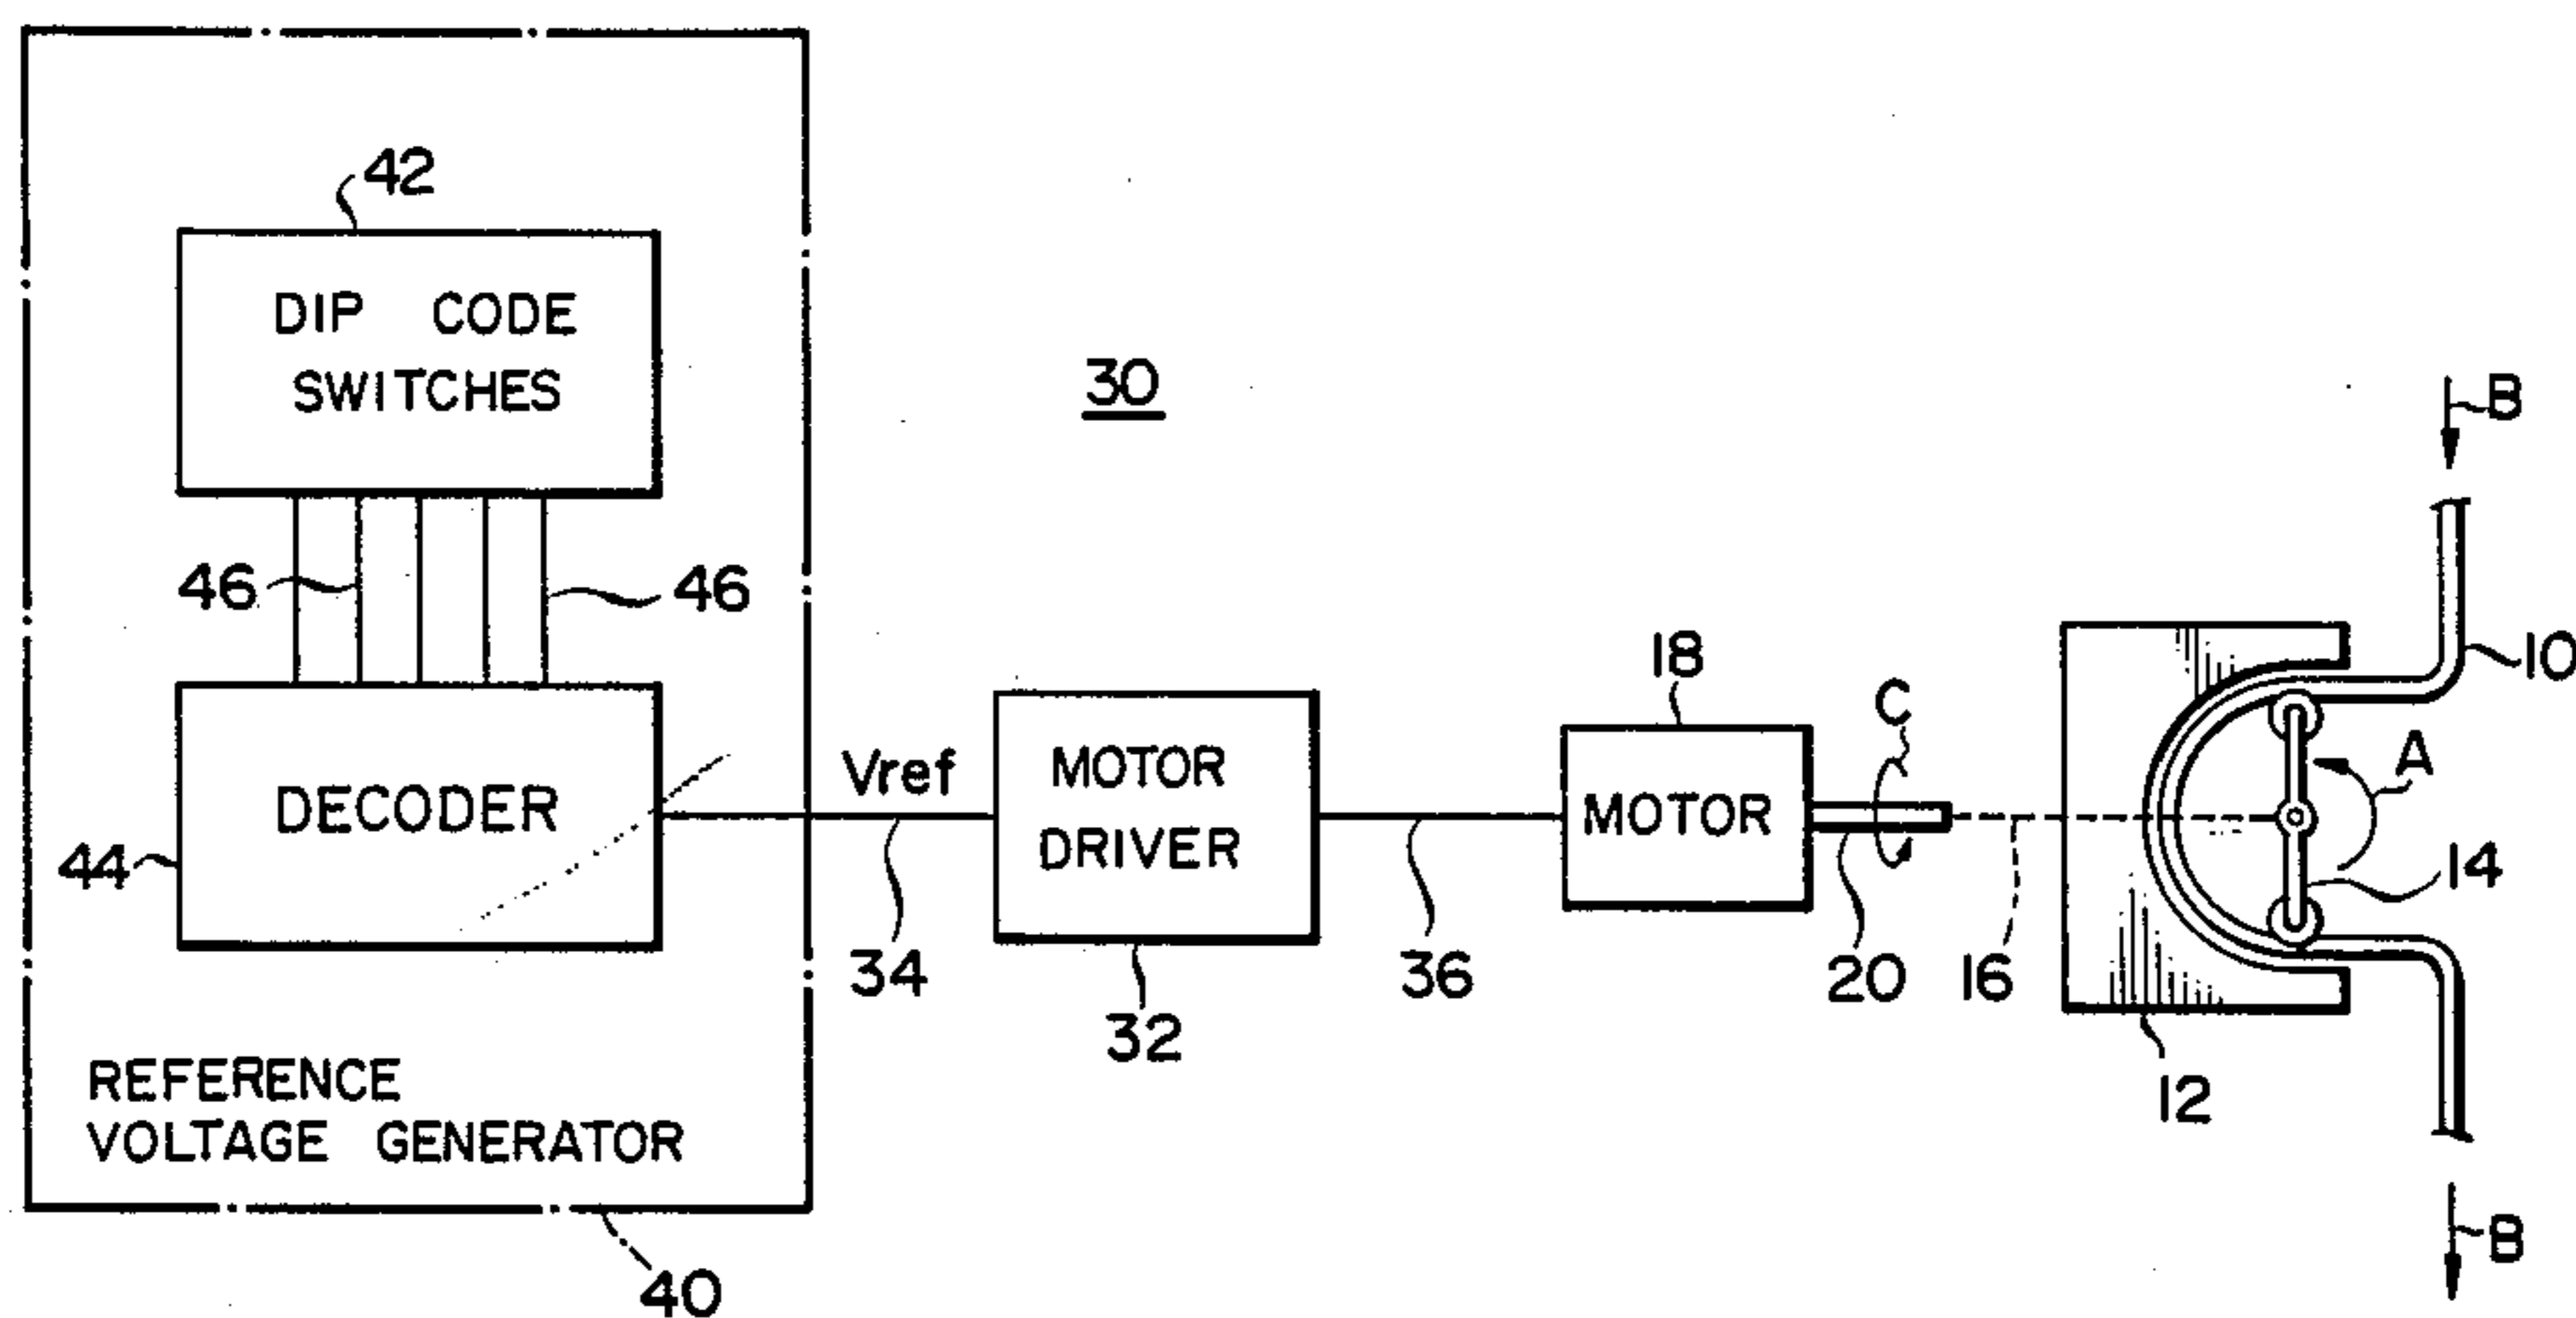 42
DIP CODE
SWITCHES
30
B
46
46
10
18
C
A
Vref
MOTOR
DRIVER
MOTOR
DECODER
44
14
34
36
20
16
32
12
REFERENCE
VOLTAGE GENERATOR
B
40